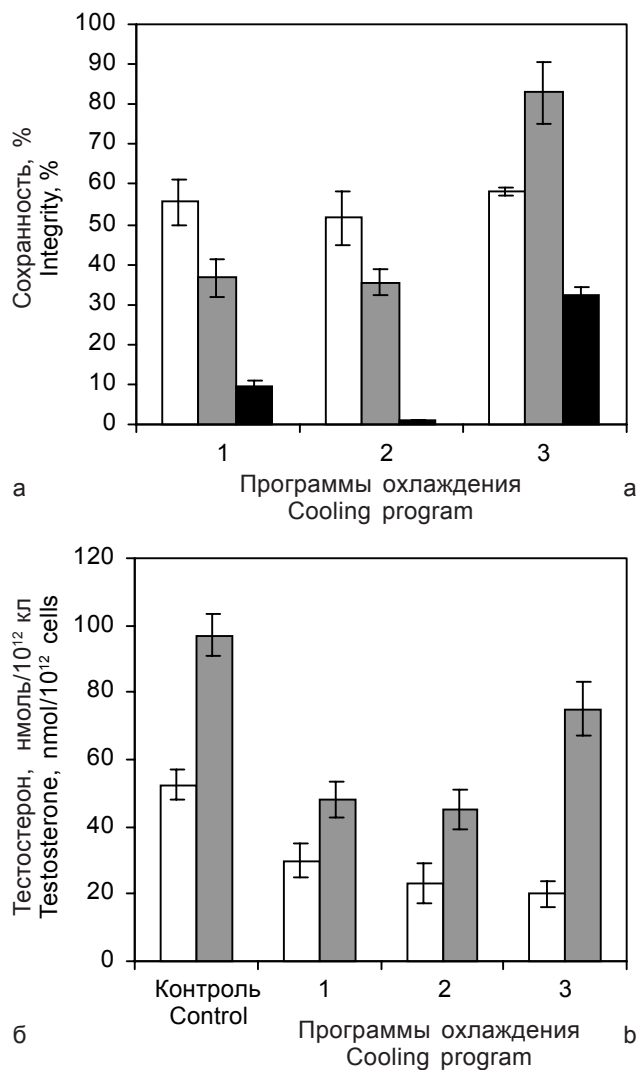 Сохранность, %
Integrity, %
100
90
80
70
60
50
40
30
20
10
0
1 2 3
Программы охлаждения
Cooling program
а a
Тестостерон, нмоль/10¹² кл
Testosterone, nmol/10¹² cells
120
100
80
60
40
20
0
Контроль 1 2 3
Control
Программы охлаждения
Cooling program
б b